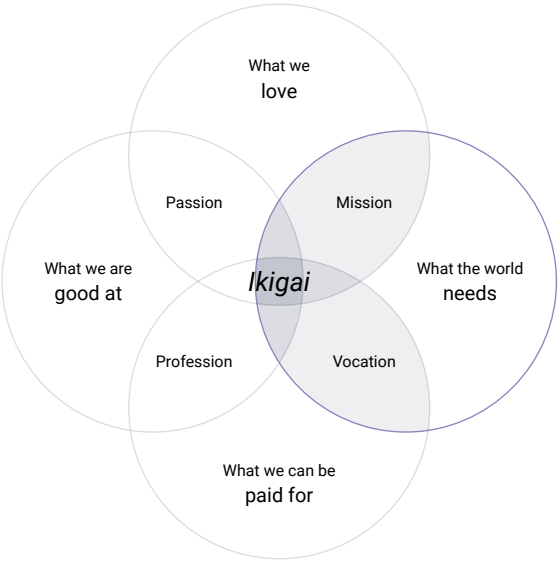 What we
love
Passion
Mission
What we are
good at
Ikigai
What the world
needs
Profession
Vocation
What we can be
paid for